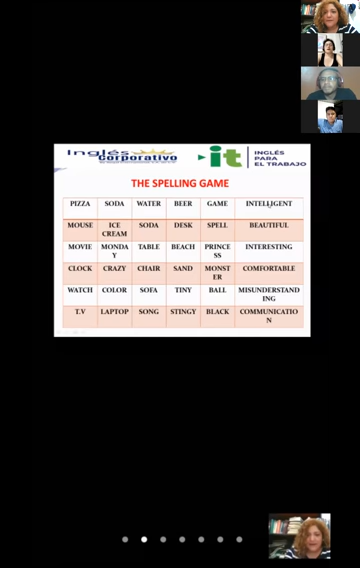 Inglés
corporativo
it
INGLÉS
PARA
EL TRABAJO
THE SPELLING GAME
PIZZA SODA WATER BEER GAME INTELLIGENT
MOUSE ICE CREAM SODA DESK SPELL BEAUTIFUL
MOVIE MONDA Y TABLE BEACH PRINCE SS INTERESTING
CLOCK CRAZY CHAIR SAND MONST ER COMFORTABLE
WATCH COLOR SOFA TINY BALL MISUNDERSTAND ING
T.V LAPTOP SONG STINGY BLACK COMMUNICATIO N